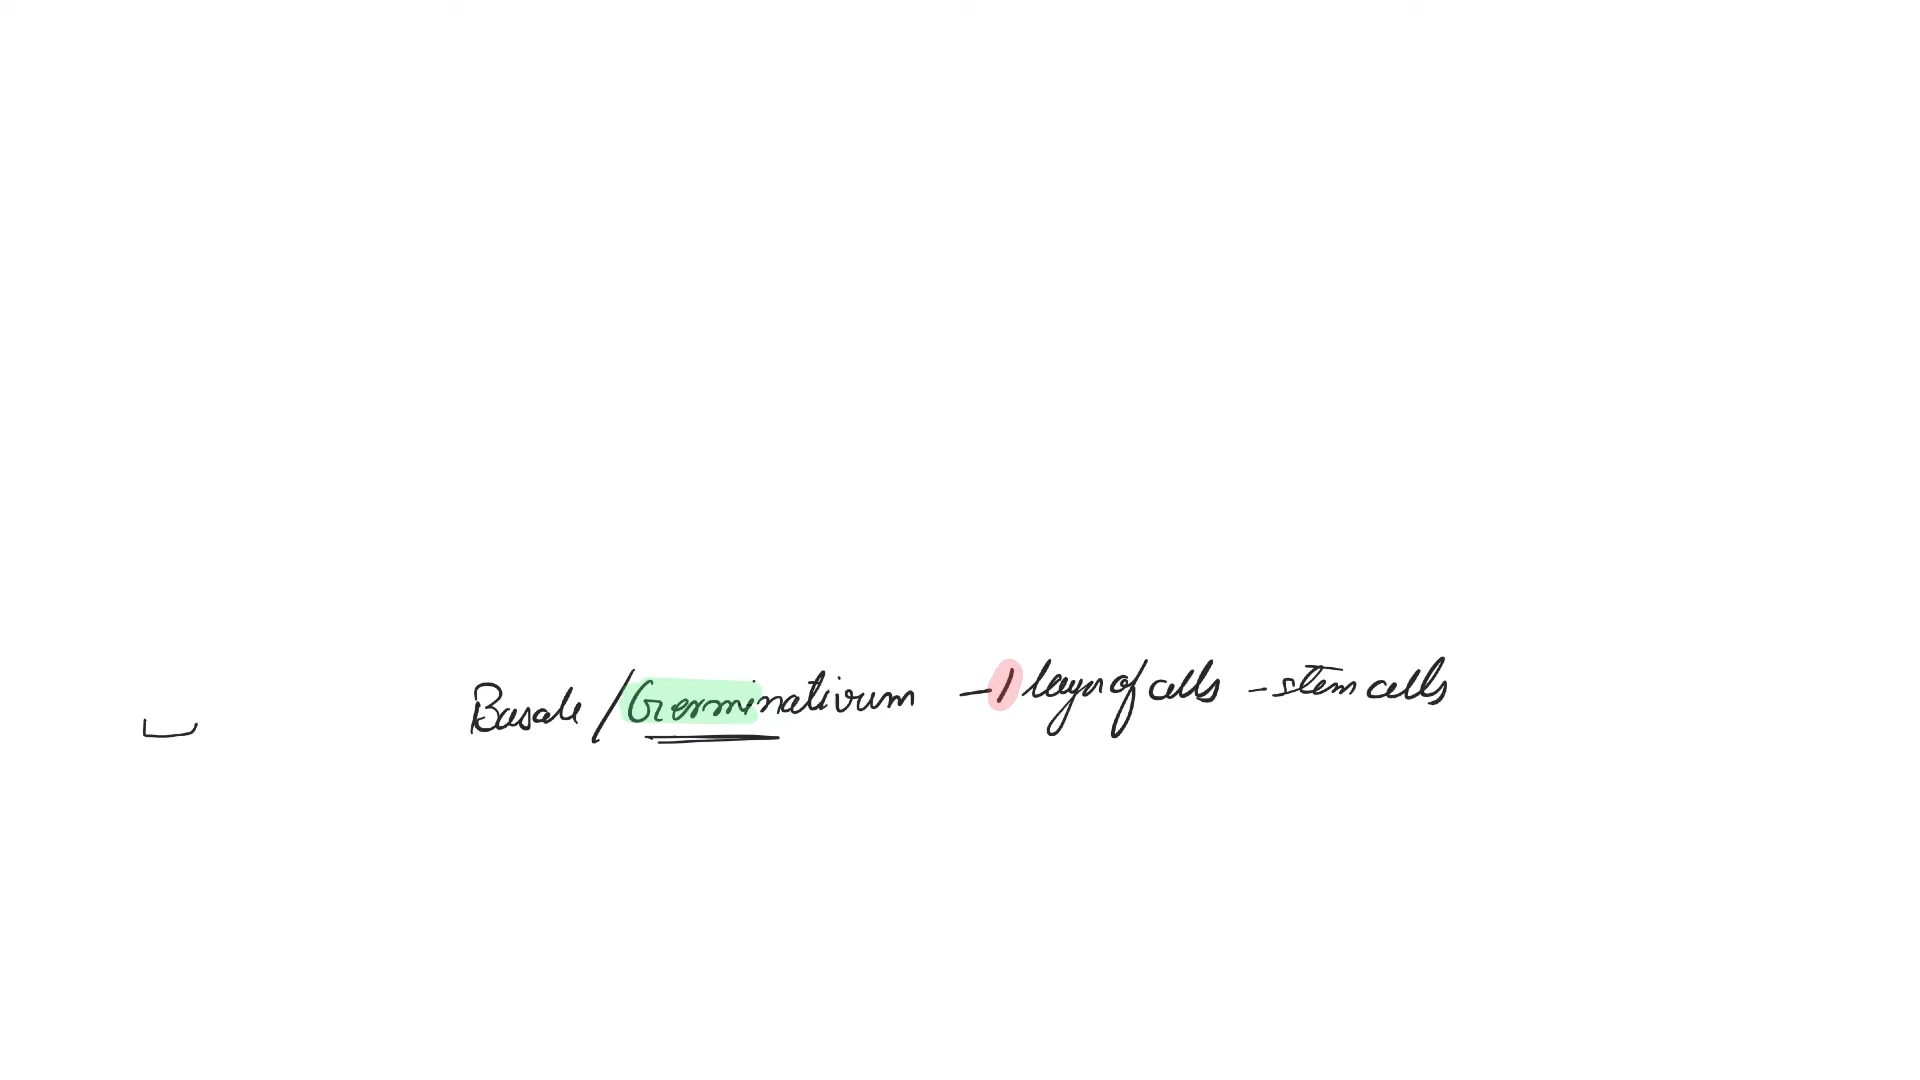 Basale / Germinativum - 1 layer of cells - stem cells